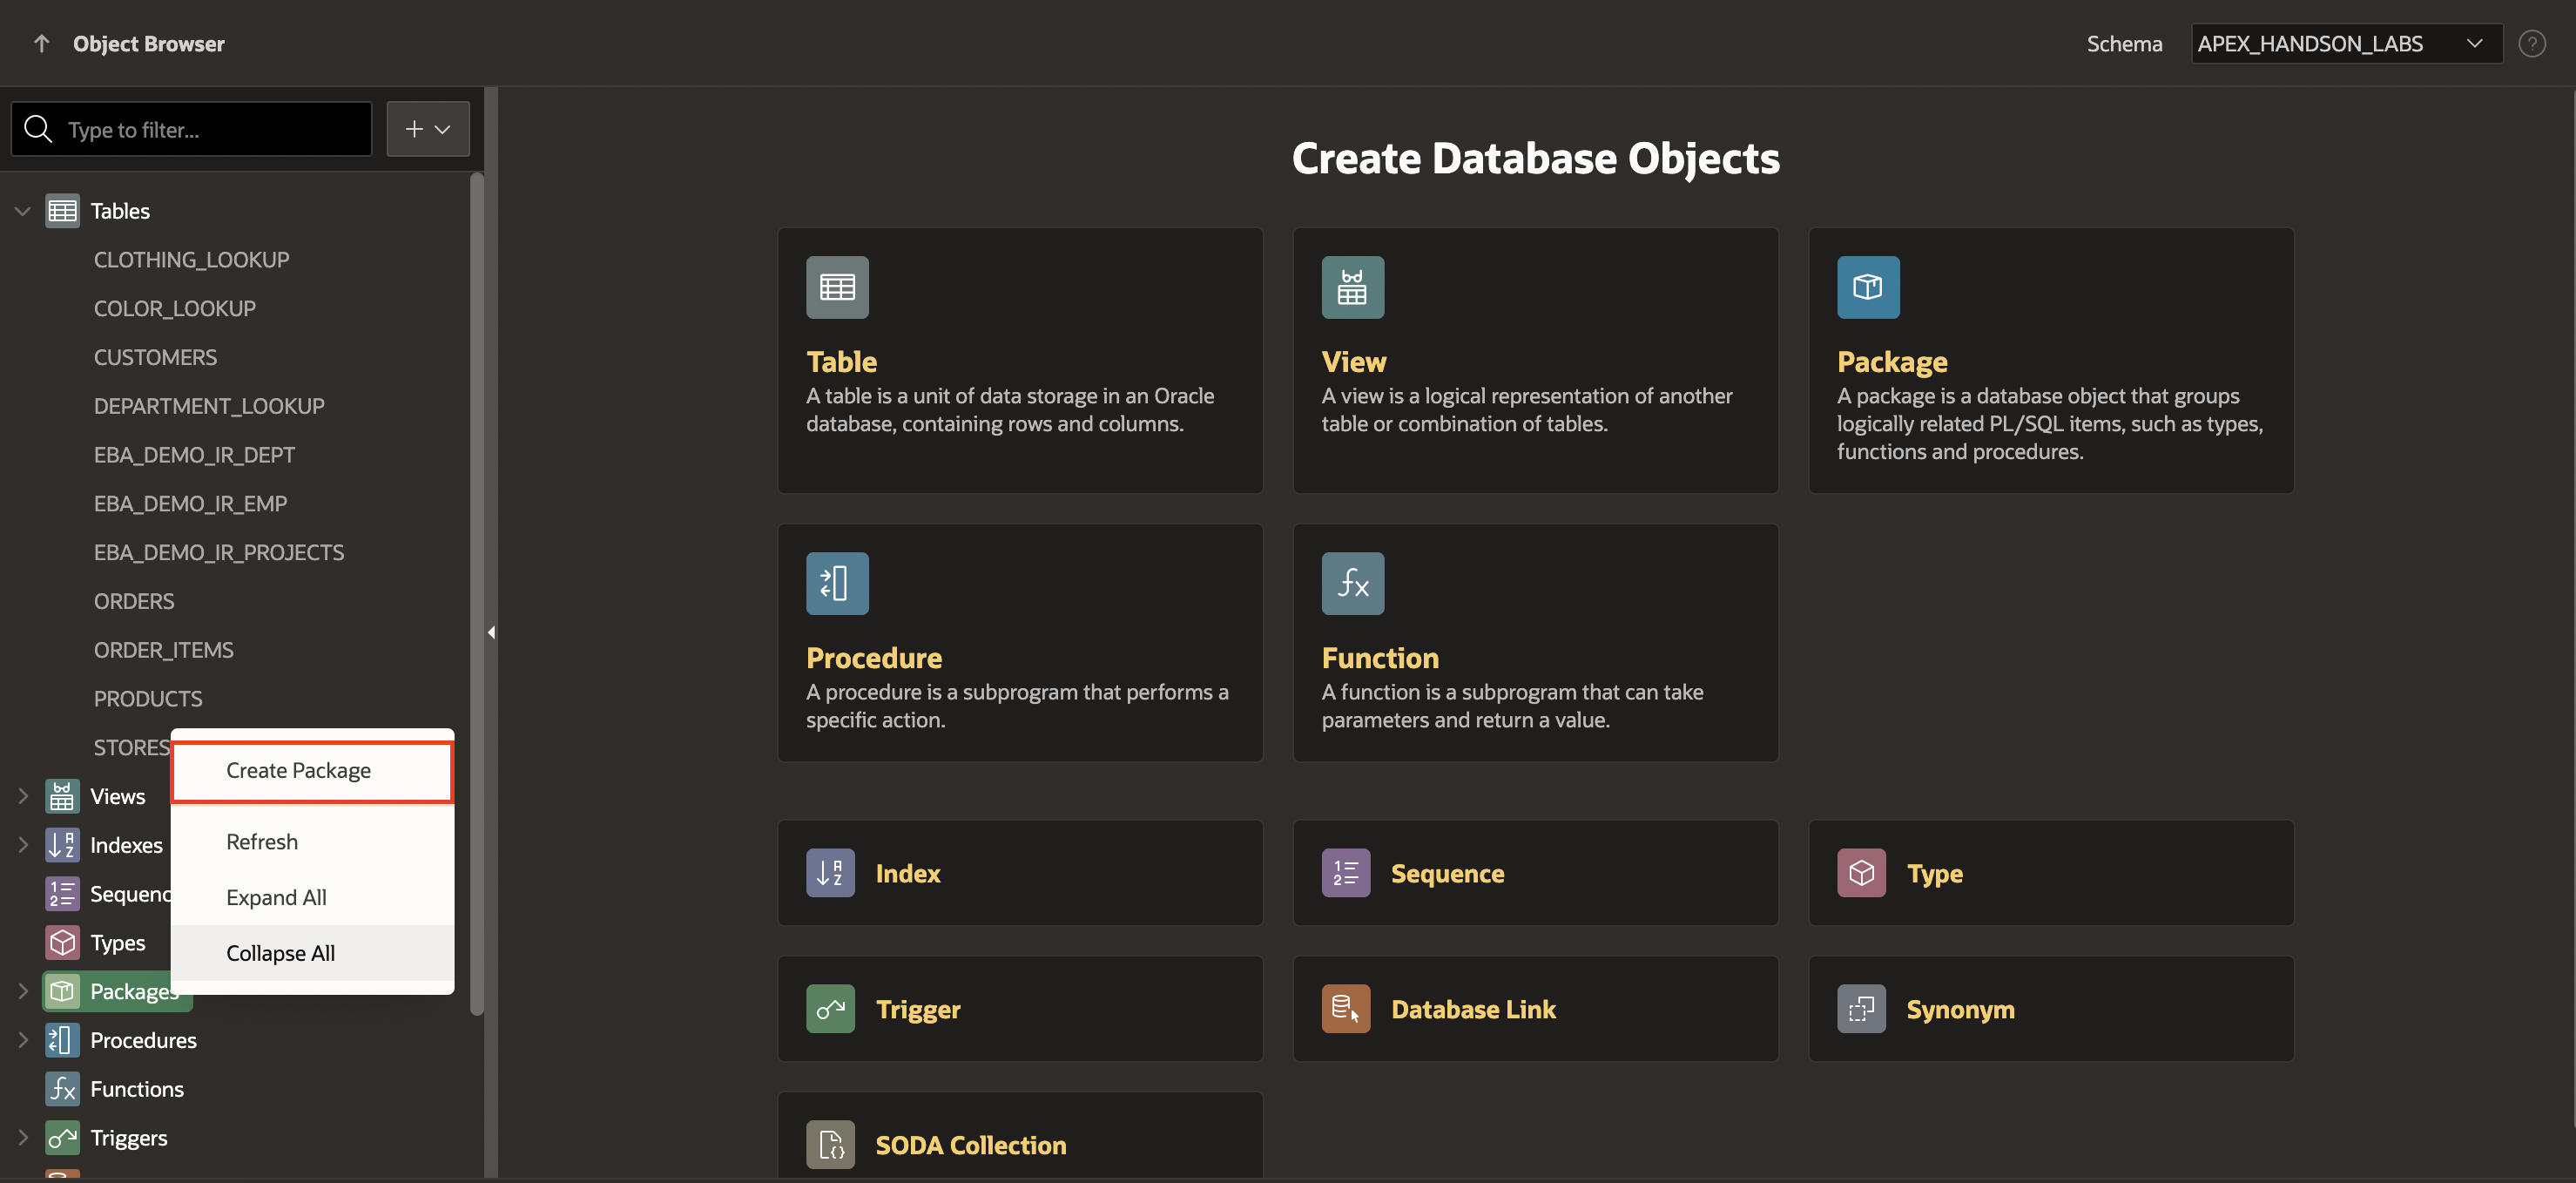 Object Browser
Schema
APEX_HANDSON_LABS
Type to filter...
Tables
CLOTHING_LOOKUP
COLOR_LOOKUP
CUSTOMERS
DEPARTMENT_LOOKUP
EBA_DEMO_IR_DEPT
EBA_DEMO_IR_EMP
EBA_DEMO_IR_PROJECTS
ORDERS
ORDER_ITEMS
PRODUCTS
STORES
Views
Indexes
Sequenc
Types
Packages
Procedures
Functions
Triggers
Create Package
Refresh
Expand All
Collapse All
Create Database Objects
Table
A table is a unit of data storage in an Oracle
database, containing rows and columns.
View
A view is a logical representation of another
table or combination of tables.
Package
A package is a database object that groups
logically related PL/SQL items, such as types,
functions and procedures.
Procedure
A procedure is a subprogram that performs a
specific action.
Function
A function is a subprogram that can take
parameters and return a value.
Index
Sequence
Type
Trigger
Database Link
Synonym
SODA Collection